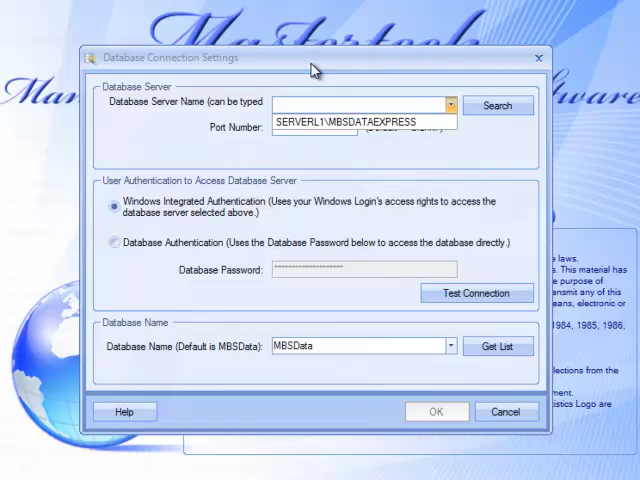 Mastertools
Man
ware
Database Connection Settings
Database Server
Database Server Name (can be typed
Search
SERVERL1\MBSDATAEXPRESS
Port Number:
(Default
User Authentication to Access Database Server
Windows Integrated Authentication (Uses your Windows Login's access rights to access the
database server selected above.)
Database Authentication (Uses the Database Password below to access the database directly.)
Database Password:
********************
Test Connection
Database Name
Database Name (Default is MBSData):
MBSData
Get List
Help
OK
Cancel
laws.
s. This material has
e purpose of
ansmit any of this
eans, electronic or
1984, 1985, 1986,
llections from the
ment.
tistics Logo are